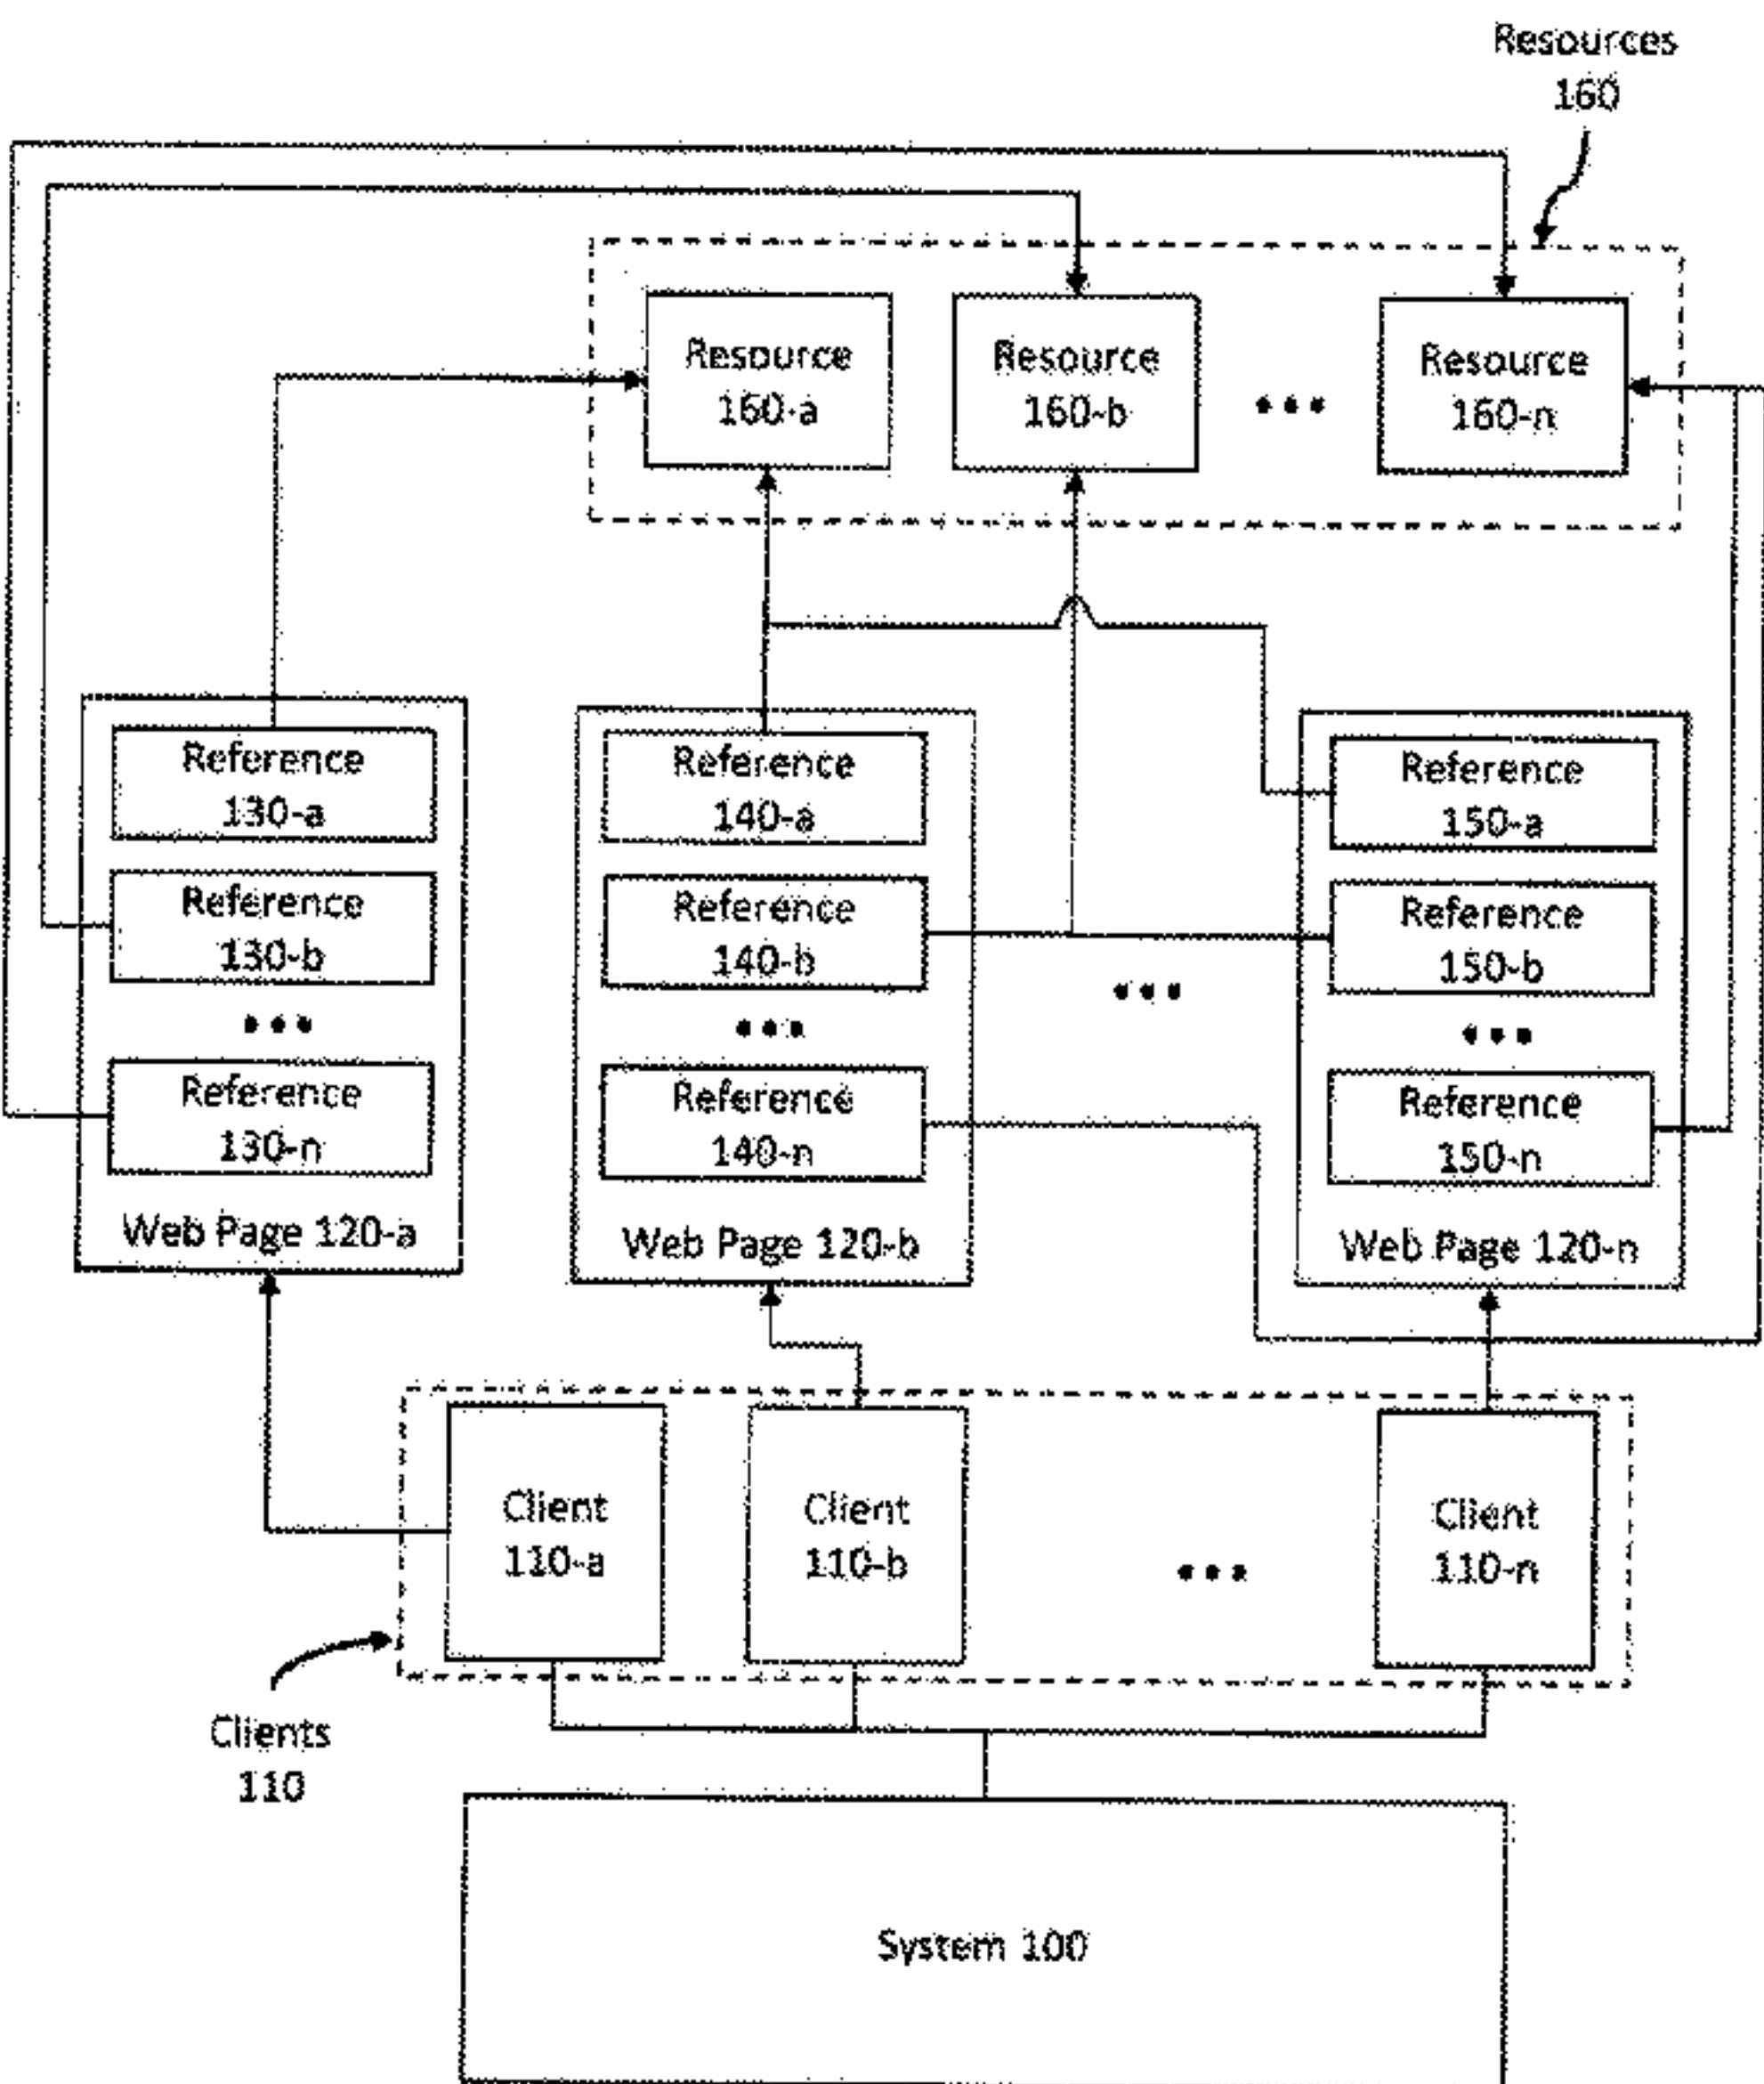 Resources
160
Resource
160-a
Resource
160-b
Resource
160-n
Reference
130-a
Reference
130-b
Reference
130-n
Web Page 120-a
Reference
140-a
Reference
140-b
Reference
140-n
Web Page 120-b
Reference
150-a
Reference
150-b
Reference
150-n
Web Page 120-n
Client
110-a
Client
110-b
Client
110-n
Clients
110
System 100